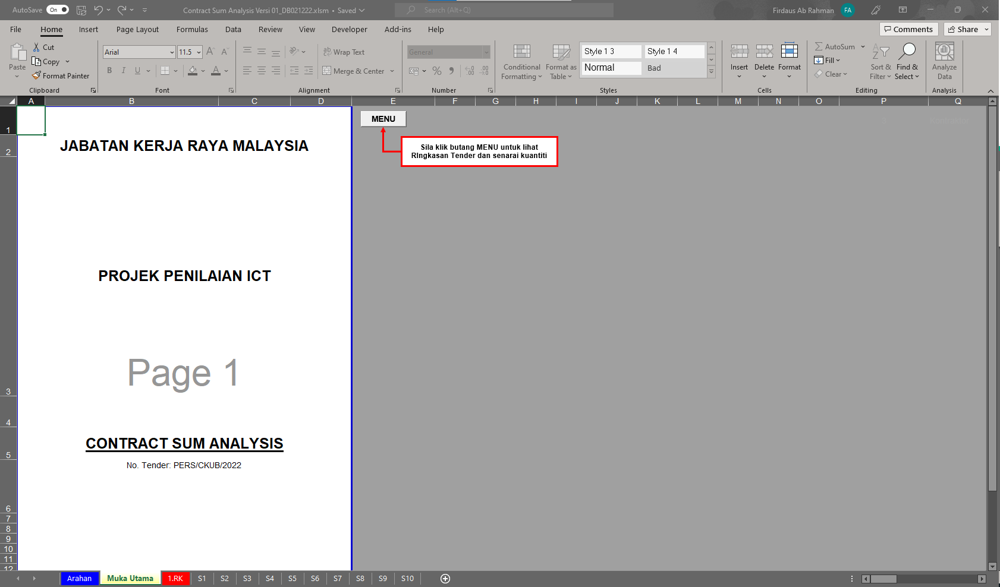 AutoSave On Contract Sum Analysis Versi 01_DB021222.xlsm • Saved Search (Alt+Q) Firdaus Ab Rahman FA
File Home Insert Page Layout Formulas Data Review View Developer Add-ins Help Comments Share
Paste
Cut
Copy
Format Painter
Clipboard
Arial 11.5 A A
B I U A
Font
ab Wrap Text
Merge & Center
Alignment
General
% 9 .00
Number
Conditional Formatting
Format as Table
Style 1 3 Style 1 4
Normal Bad
Styles
Insert Delete Format
Cells
AutoSum
Fill
Clear
Sort & Filter
Find & Select
Editing
Analyze Data
Analysis
A B C D E F G H I J K L M N O P Q
1
MENU
Sila klik butang MENU untuk lihat
RIngkasan Tender dan senarai kuantiti
2
JABATAN KERJA RAYA MALAYSIA
PROJEK PENILAIAN ICT
Page 1
3
4
CONTRACT SUM ANALYSIS
5
No. Tender: PERS/CKUB/2022
6
7
8
9
10
11
12
Arahan Muka Utama 1.RK S1 S2 S3 S4 S5 S6 S7 S8 S9 S10